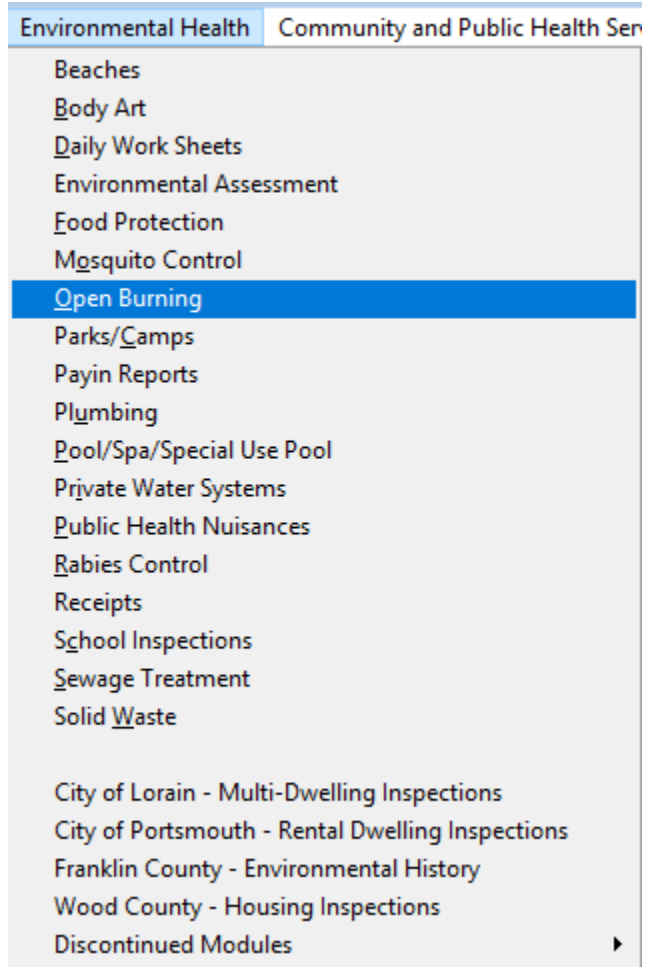 Environmental Health Community and Public Health Ser
Beaches
Body Art
Daily Work Sheets
Environmental Assessment
Food Protection
Mosquito Control
Open Burning
Parks/Camps
Payin Reports
Plumbing
Pool/Spa/Special Use Pool
Private Water Systems
Public Health Nuisances
Rabies Control
Receipts
School Inspections
Sewage Treatment
Solid Waste
City of Lorain - Multi-Dwelling Inspections
City of Portsmouth - Rental Dwelling Inspections
Franklin County - Environmental History
Wood County - Housing Inspections
Discontinued Modules